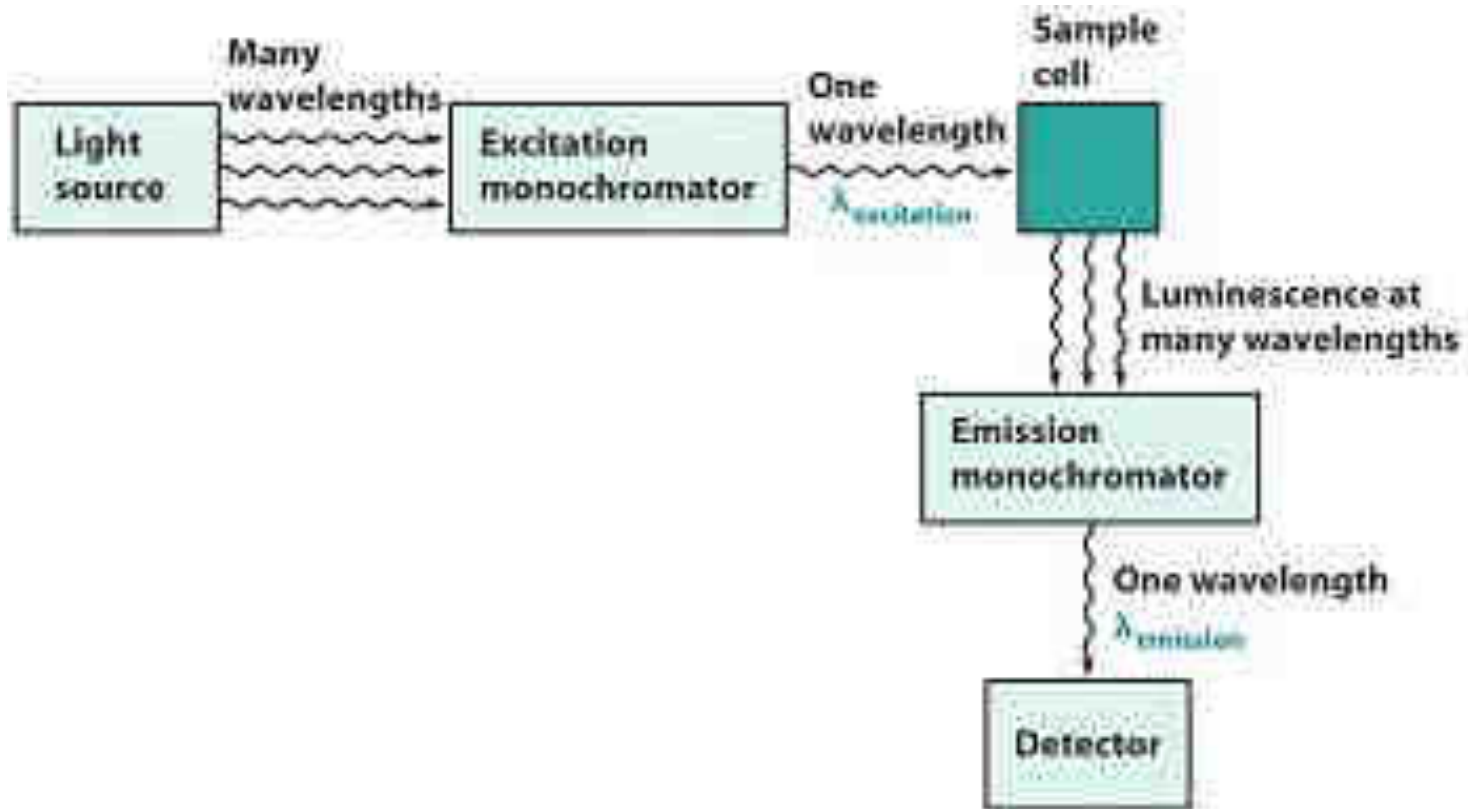 Many
wavelengths
Light
source
Excitation
monochromator
One
wavelength
λexcitation
Sample
cell
Luminescence at
many wavelengths
Emission
monochromator
One wavelength
λemission
Detector